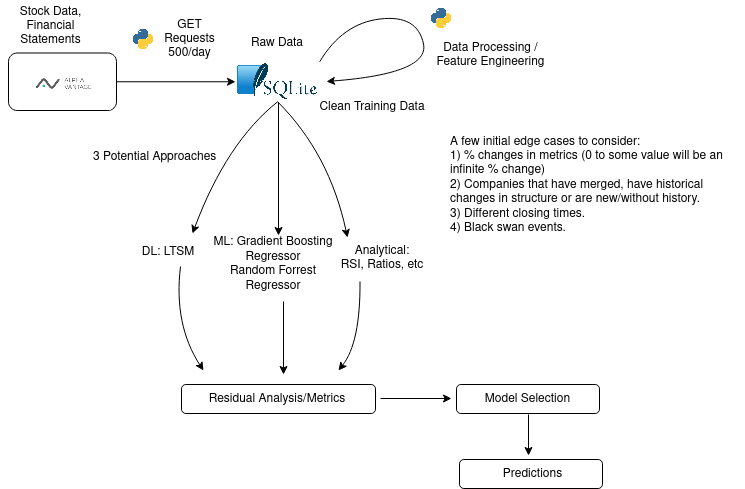 Stock Data,
Financial
Statements
GET
Requests
500/day
Raw Data
ALPHA
VANTAGE
SQLite
Data Processing /
Feature Engineering
Clean Training Data
3 Potential Approaches
A few initial edge cases to consider:
1) % changes in metrics (0 to some value will be an
infinite % change)
2) Companies that have merged, have historical
changes in structure or are new/without history.
3) Different closing times.
4) Black swan events.
DL: LTSM
ML: Gradient Boosting
Regressor
Random Forrest
Regressor
Analytical:
RSI, Ratios, etc
Residual Analysis/Metrics
Model Selection
Predictions